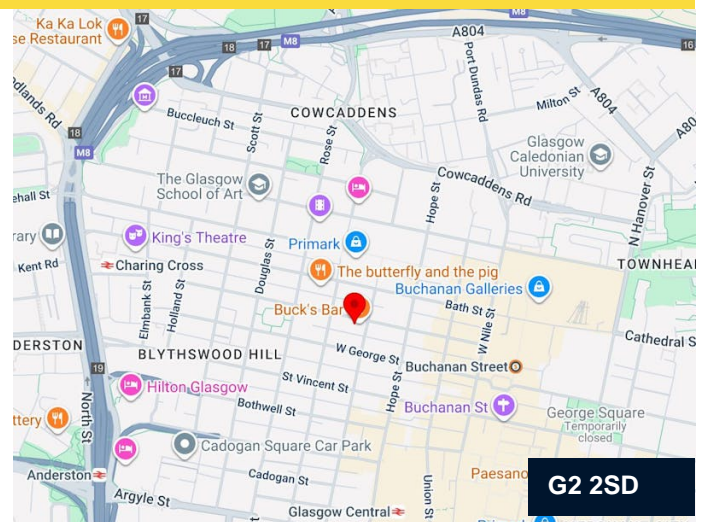 Ka Ka Lok
se Restaurant
M8
A804
18
17
M8
16
17
Port Dundas Rd
Milton St
A804
A80
Buccleuch St
Scott St
COWCADDENS
Rose St
dlands Rd
18
M8
Glasgow
Caledonian
University
The Glasgow
School of Art
Cowcaddens Rd
N Hanover St
ehall St
Hope St
rary
King's Theatre
Primark
Kent Rd
Charing Cross
Douglas St
The butterfly and the pig
TOWNHEA
Buchanan Galleries
Elmbank St
Holland St
Buck's Bar
Bath St
W Nile St
DERSTON
BLYTHSWOOD HILL
W George St
Cathedral S
19
Buchanan Street
Hilton Glasgow
St Vincent St
Hope St
North St
Bothwell St
Buchanan St
George Square
Temporarily
closed
ttery
Cadogan Square Car Park
Anderston
Cadogan St
Paesano
G2 2SD
Argyle St
Union St
Glasgow Central